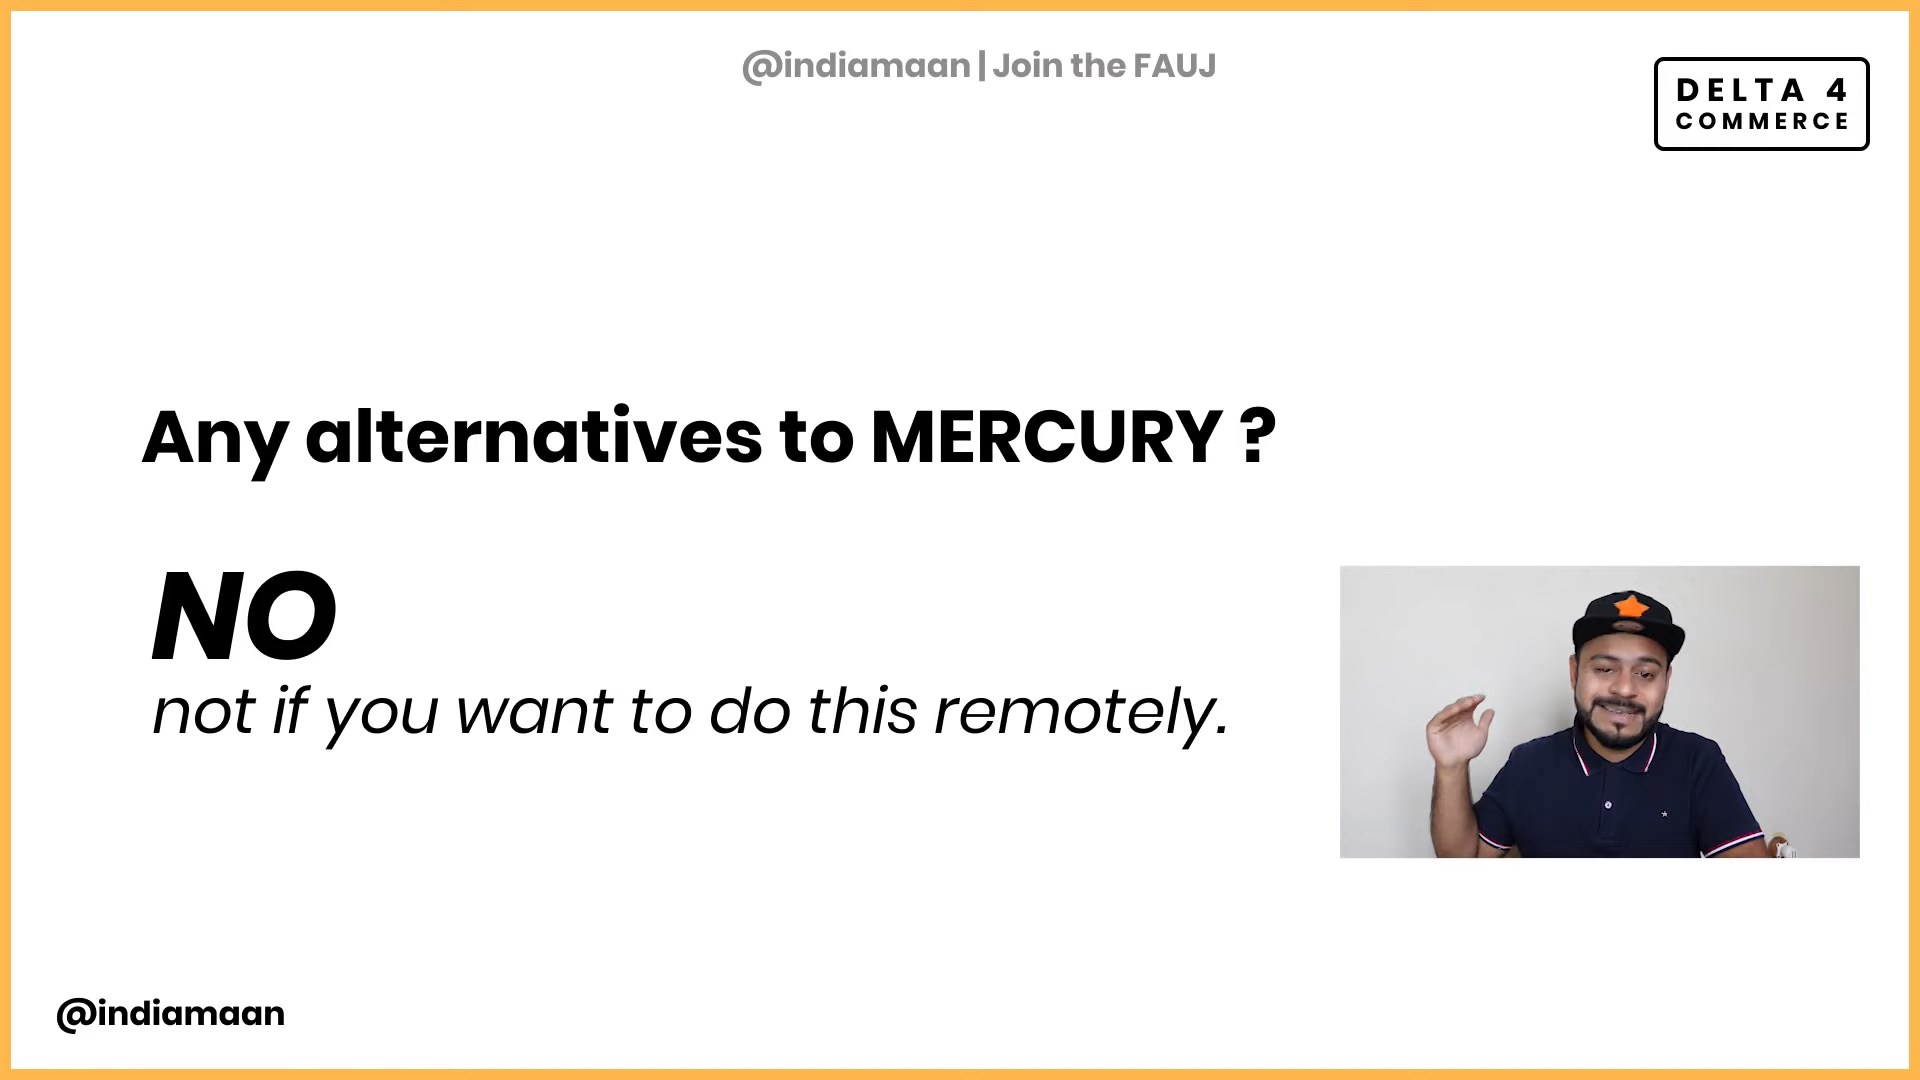 @indiamaan | Join the FAUJ
DELTA 4
COMMERCE
Any alternatives to MERCURY ?
NO
not if you want to do this remotely.
@indiamaan